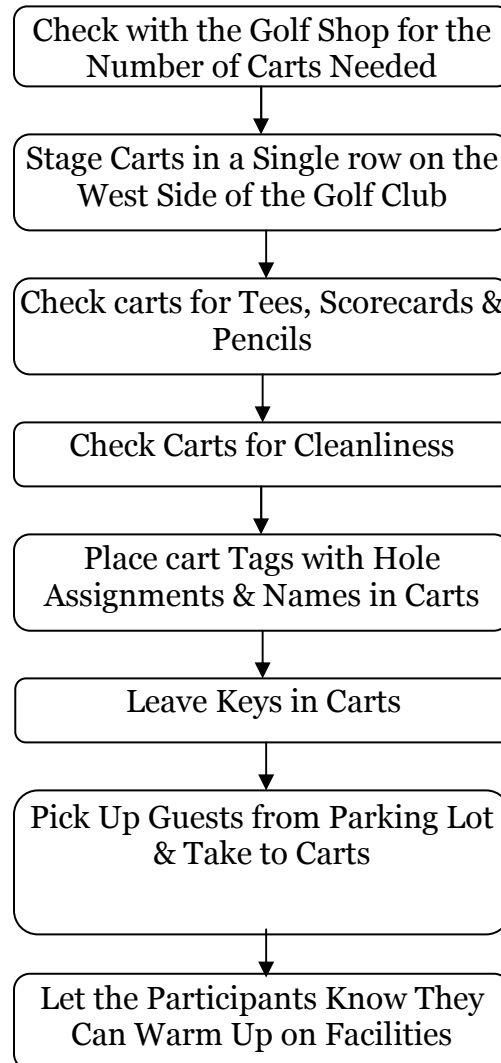 Check with the Golf Shop for the
Number of Carts Needed
Stage Carts in a Single row on the
West Side of the Golf Club
Check carts for Tees, Scorecards &
Pencils
Check Carts for Cleanliness
Place cart Tags with Hole
Assignments & Names in Carts
Leave Keys in Carts
Pick Up Guests from Parking Lot
& Take to Carts
Let the Participants Know They
Can Warm Up on Facilities